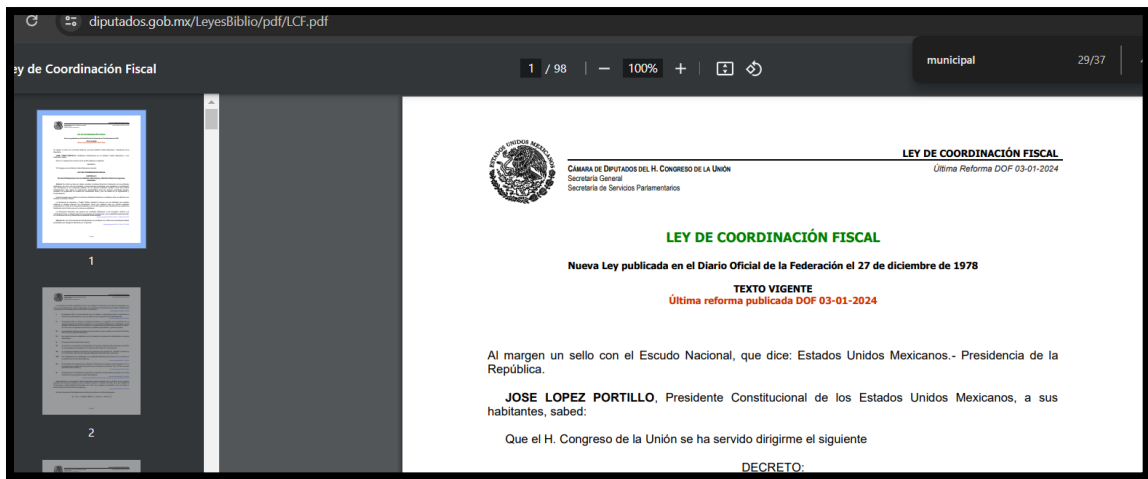 diputados.gob.mx/LeyesBiblio/pdf/LCF.pdf
ey de Coordinación Fiscal
1 / 98
100%
municipal
29/37
1
2
ESTADOS UNIDOS MEXICANOS
CÁMARA DE DIPUTADOS DEL H. CONGRESO DE LA UNIÓN
Secretaría General
Secretaría de Servicios Parlamentarios
LEY DE COORDINACIÓN FISCAL
Última Reforma DOF 03-01-2024
LEY DE COORDINACIÓN FISCAL
Nueva Ley publicada en el Diario Oficial de la Federación el 27 de diciembre de 1978
TEXTO VIGENTE
Última reforma publicada DOF 03-01-2024
Al margen un sello con el Escudo Nacional, que dice: Estados Unidos Mexicanos.- Presidencia de la
República.
JOSE LOPEZ PORTILLO, Presidente Constitucional de los Estados Unidos Mexicanos, a sus
habitantes, sabed:
Que el H. Congreso de la Unión se ha servido dirigirme el siguiente
DECRETO: